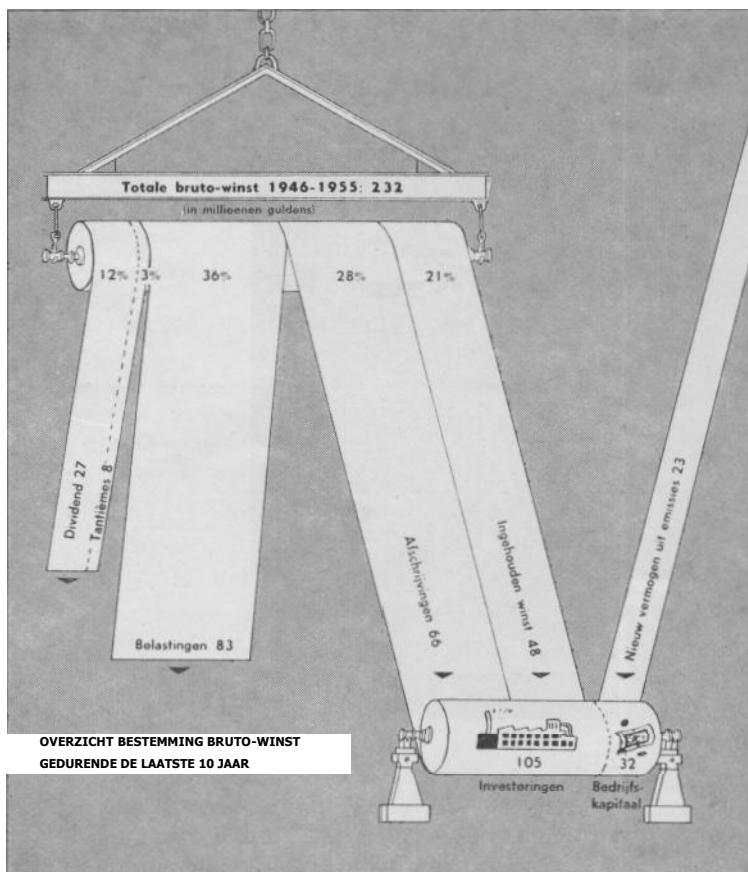 Totale bruto-winst 1946-1955: 232
(in millioenen guldens)
12% 3% 36% 28% 21%
Dividend 27
Tantièmes 8
Belastingen 83
Afschrijvingen 66
Ingehouden winst 48
Nieuw vermogen uit emissies 23
OVERZICHT BESTEMMING BRUTO-WINST
GEDURENDE DE LAATSTE 10 JAAR
105 32
Investeringen
Bedrijfs-
kapitaal